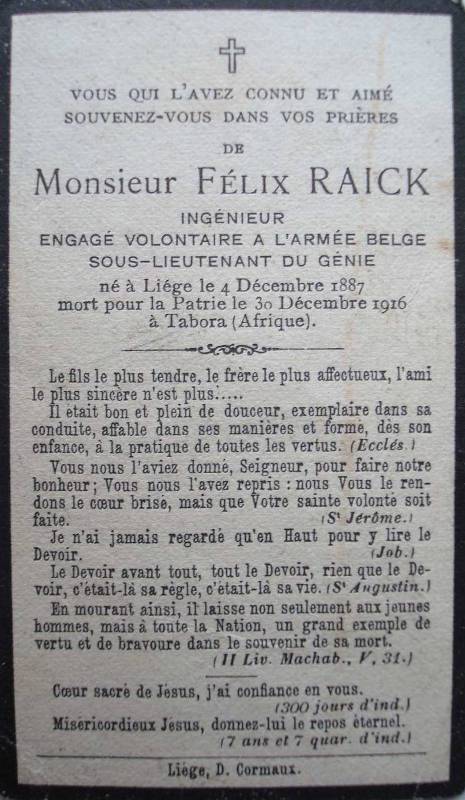 VOUS QUI L'AVEZ CONNU ET AIMÉ
SOUVENEZ-VOUS DANS VOS PRIÈRES
DE
Monsieur FÉLIX RAICK
INGÉNIEUR
ENGAGÉ VOLONTAIRE A L'ARMÉE BELGE
SOUS-LIEUTENANT DU GÉNIE
né à Liége le 4 Décembre 1887
mort pour la Patrie le 30 Décembre 1916
à Tabora (Afrique).
Le fils le plus tendre, le frère le plus affectueux, l'ami
le plus sincère n'est plus.....
Il était bon et plein de douceur, exemplaire dans sa
conduite, affable dans ses manières et formé, dès son
enfance, à la pratique de toutes les vertus. (Ecclés.)
Vous nous l'aviez donné, Seigneur, pour faire notre
bonheur; Vous nous l'avez repris : nous Vous le ren-
dons le cœur brisé, mais que Votre sainte volonté soit
faite. (St Jérôme.)
Je n'ai jamais regardé qu'en Haut pour y lire le
Devoir. (Job.)
Le Devoir avant tout, tout le Devoir, rien que le De-
voir, c'était-là sa règle, c'était-là sa vie. (St Augustin.)
En mourant ainsi, il laisse non seulement aux jeunes
hommes, mais à toute la Nation, un grand exemple de
vertu et de bravoure dans le souvenir de sa mort.
(II Liv. Machab., V, 31.)
Cœur sacré de Jésus, j'ai confiance en vous.
(300 jours d'ind.)
Miséricordieux Jésus, donnez-lui le repos éternel.
(7 ans et 7 quar. d'ind.)
Liége, D. Cormaux.